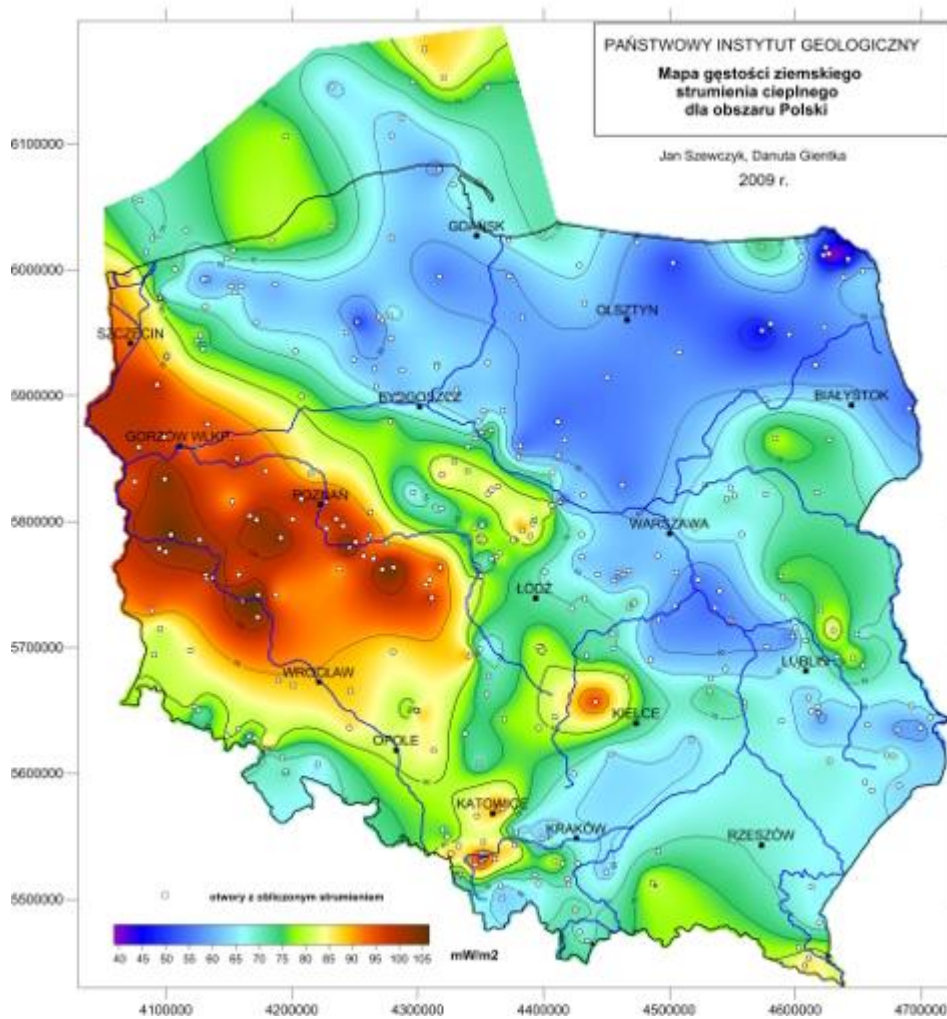 PAŃSTWOWY INSTYTUT GEOLOGICZNY
Mapa gęstości ziemskiego
strumienia cieplnego
dla obszaru Polski
Jan Szewczyk, Danuta Gientka
2009 r.
6100000
GDAŃSK
6000000
OLSZTYN
SZCZECIN
5900000
BYDGOSZCZ
BIAŁYSTOK
GORZÓW WLKP
POZNAŃ
5800000
WARSZAWA
ŁÓDŹ
5700000
WROCŁAW
LUBLIN
KIELCE
OPOLE
5600000
KATOWICE
KRAKÓW
RZESZÓW
5500000
otwory z obliczonym strumieniem
40 45 50 55 60 65 70 75 80 85 90 95 100 105
mW/m2
4100000 4200000 4300000 4400000 4500000 4600000 4700000